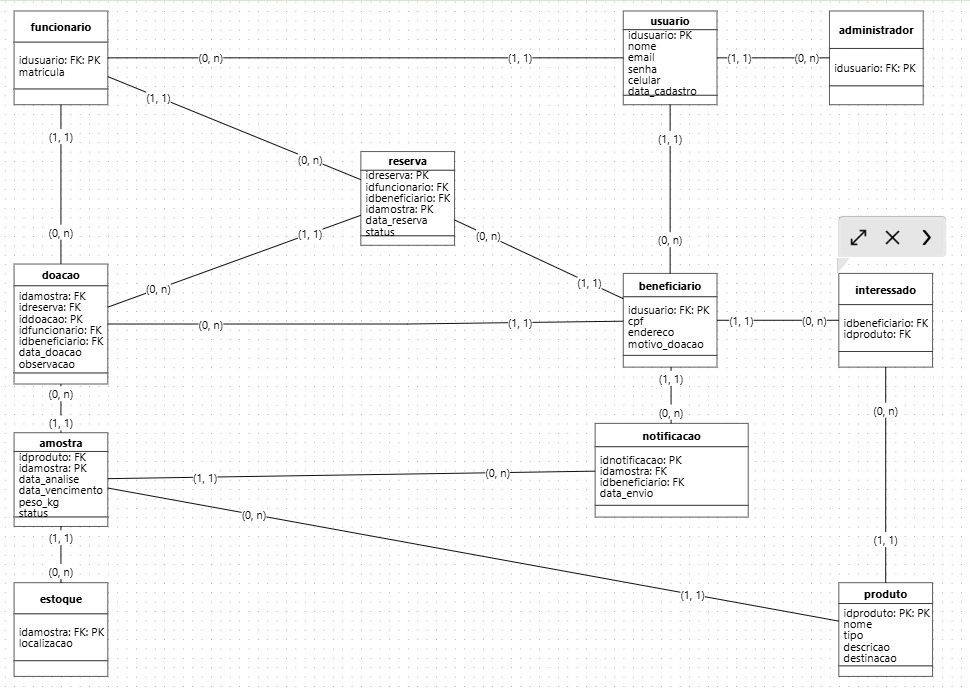 funcionario
idusuario: FK: PK
matricula
usuario
idusuario: PK
nome
email
senha
celular
data_cadastro
administrador
idusuario: FK: PK
(0, n)
(1, 1)
(1, 1)
(0, n)
(1, 1)
(1, 1)
(1, 1)
(0, n)
reserva
idreserva: PK
idfuncionario: FK
idbeneficiario: FK
idamostra: PK
data_reserva
status
(0, n)
(1, 1)
(0, n)
(0, n)
doacao
idamostra: FK
idreserva: FK
iddoacao: PK
idfuncionario: FK
idbeneficiario: FK
data_doacao
observacao
(0, n)
(1, 1)
beneficiario
idusuario: FK: PK
cpf
endereco
motivo_doacao
interessado
idbeneficiario: FK
idproduto: FK
(0, n)
(1, 1)
(1, 1)
(0, n)
(0, n)
(1, 1)
(1, 1)
(0, n)
(0, n)
amostra
idproduto: FK
idamostra: PK
data_analise
data_vencimento
peso_kg
status
notificacao
idnotificacao: PK
idamostra: FK
idbeneficiario: FK
data_envio
(1, 1)
(0, n)
(0, n)
(1, 1)
(1, 1)
(0, n)
(1, 1)
estoque
idamostra: FK: PK
localizacao
produto
idproduto: PK: PK
nome
tipo
descricao
destinacao